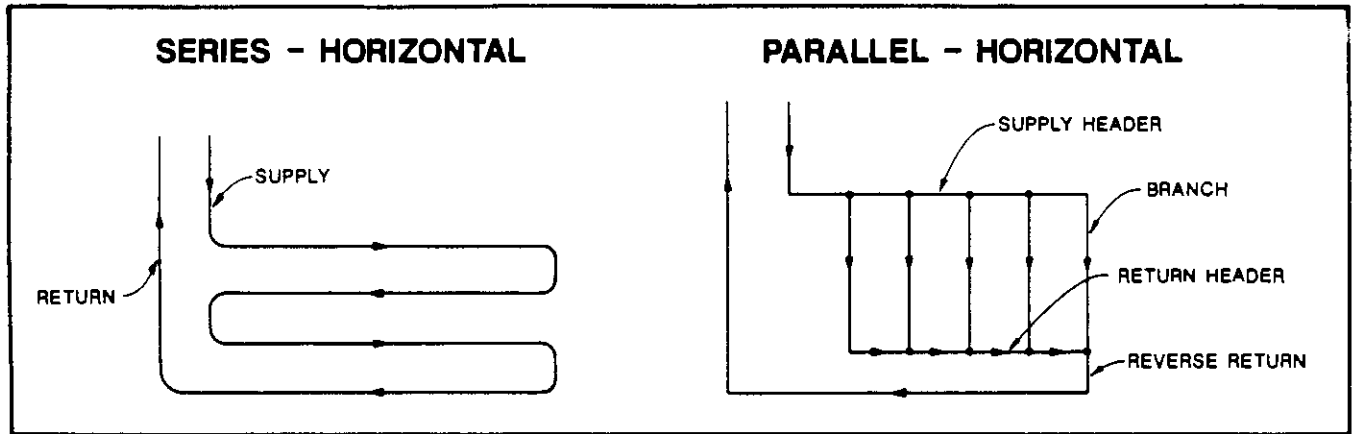 SERIES - HORIZONTAL
SUPPLY
RETURN
PARALLEL - HORIZONTAL
SUPPLY HEADER
BRANCH
RETURN HEADER
REVERSE RETURN